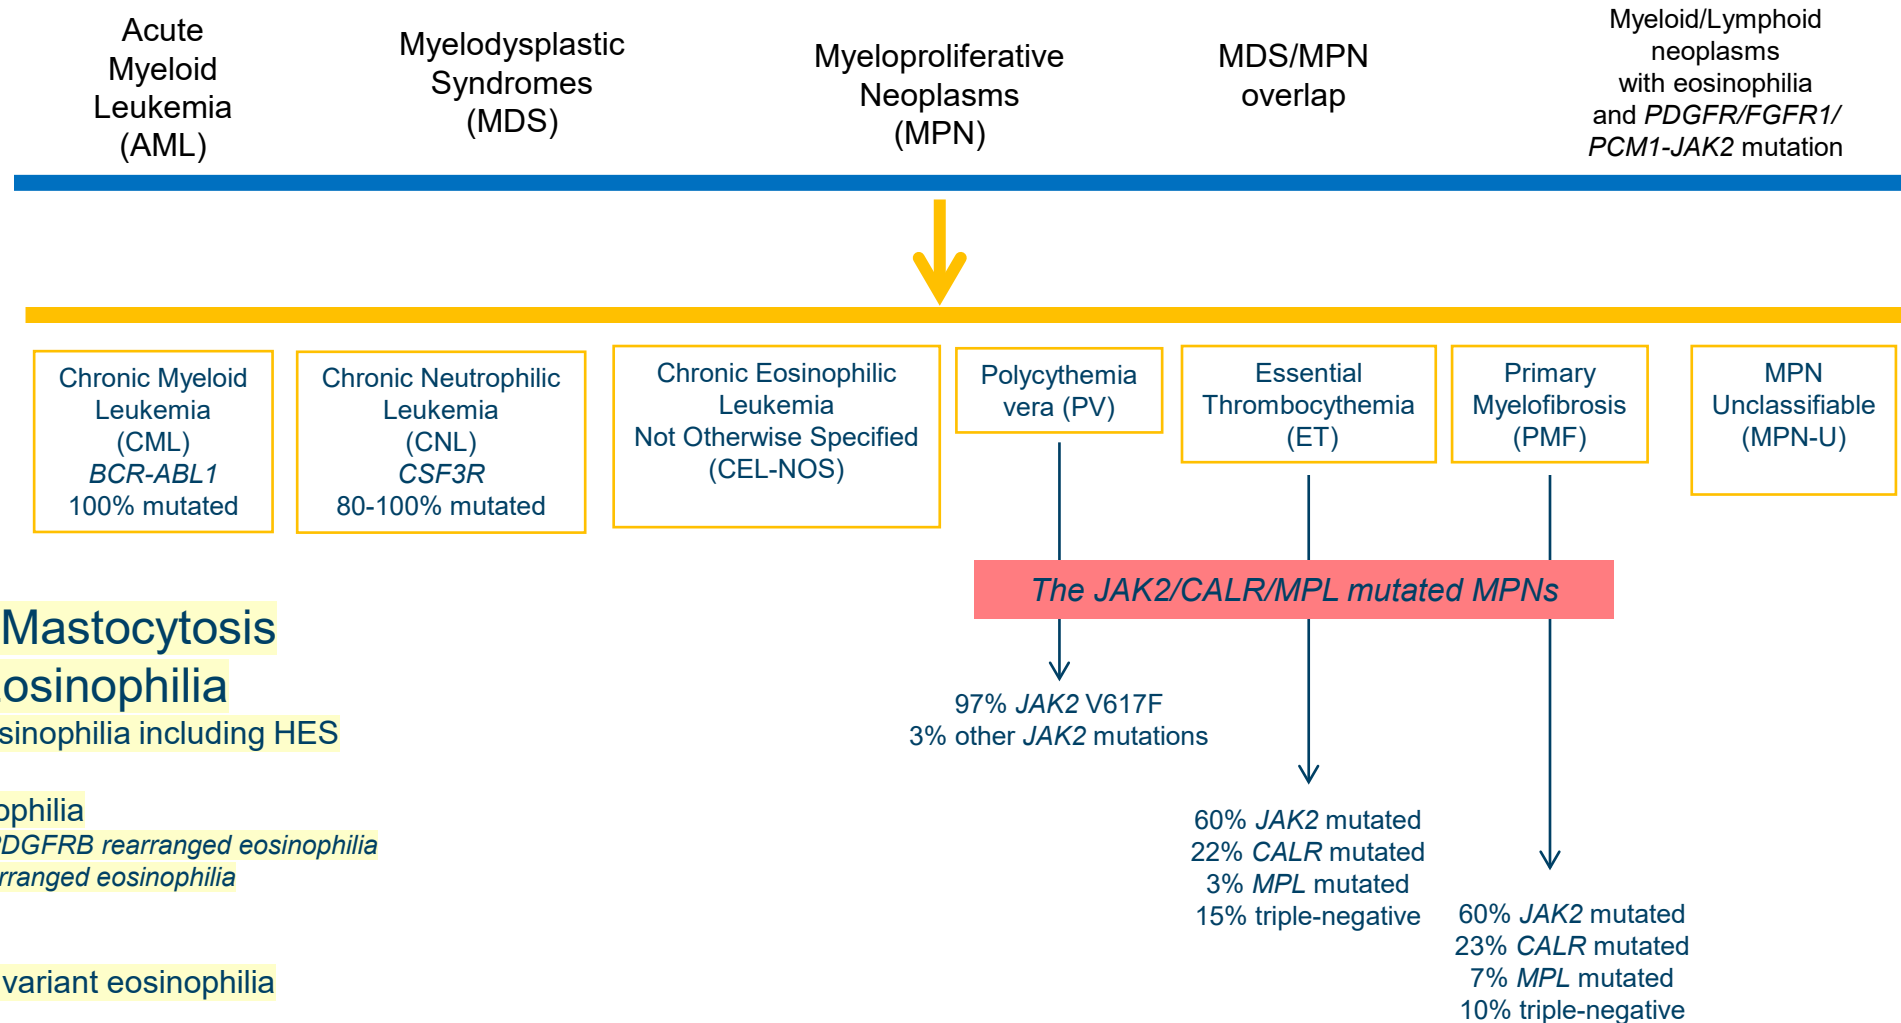 Acute
Myeloid
Leukemia
(AML)
Myelodysplastic
Syndromes
(MDS)
Myeloproliferative
Neoplasms
(MPN)
MDS/MPN
overlap
Myeloid/Lymphoid
neoplasms
with eosinophilia
and PDGFR/FGFR1/
PCM1-JAK2 mutation
Chronic Myeloid
Leukemia
(CML)
BCR-ABL1
100% mutated
Chronic Neutrophilic
Leukemia
(CNL)
CSF3R
80-100% mutated
Chronic Eosinophilic
Leukemia
Not Otherwise Specified
(CEL-NOS)
Polycythemia
vera (PV)
Essential
Thrombocythemia
(ET)
Primary
Myelofibrosis
(PMF)
MPN
Unclassifiable
(MPN-U)
The JAK2/CALR/MPL mutated MPNs
Mastocytosis
osinophilia
sinophilia including HES
ophilia
PDGFRB rearranged eosinophilia
rranged eosinophilia
variant eosinophilia
97% JAK2 V617F
3% other JAK2 mutations
60% JAK2 mutated
22% CALR mutated
3% MPL mutated
15% triple-negative
60% JAK2 mutated
23% CALR mutated
7% MPL mutated
10% triple-negative